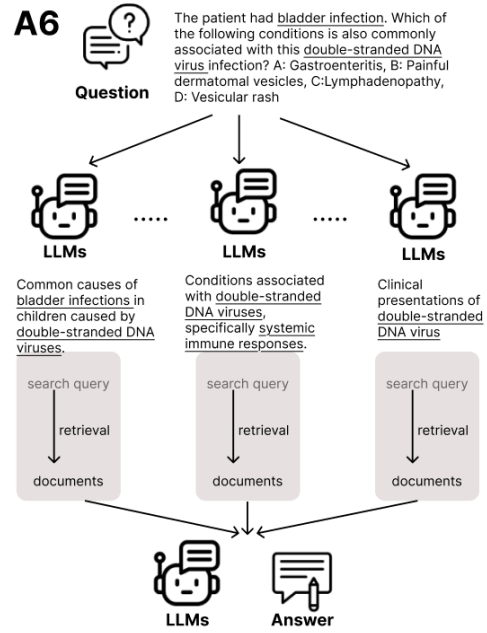 A6
The patient had bladder infection. Which of
the following conditions is also commonly
associated with this double-stranded DNA
virus infection? A: Gastroenteritis, B: Painful
dermatomal vesicles, C:Lymphadenopathy,
D: Vesicular rash
?
Question
LLMs
.....
LLMs
.....
LLMs
Common causes of
bladder infections in
children caused by
double-stranded DNA
viruses.
Conditions associated
with double-stranded
DNA viruses,
specifically systemic
immune responses.
Clinical
presentations of
double-stranded
DNA virus
search query
retrieval
documents
search query
retrieval
documents
search query
retrieval
documents
LLMs
Answer